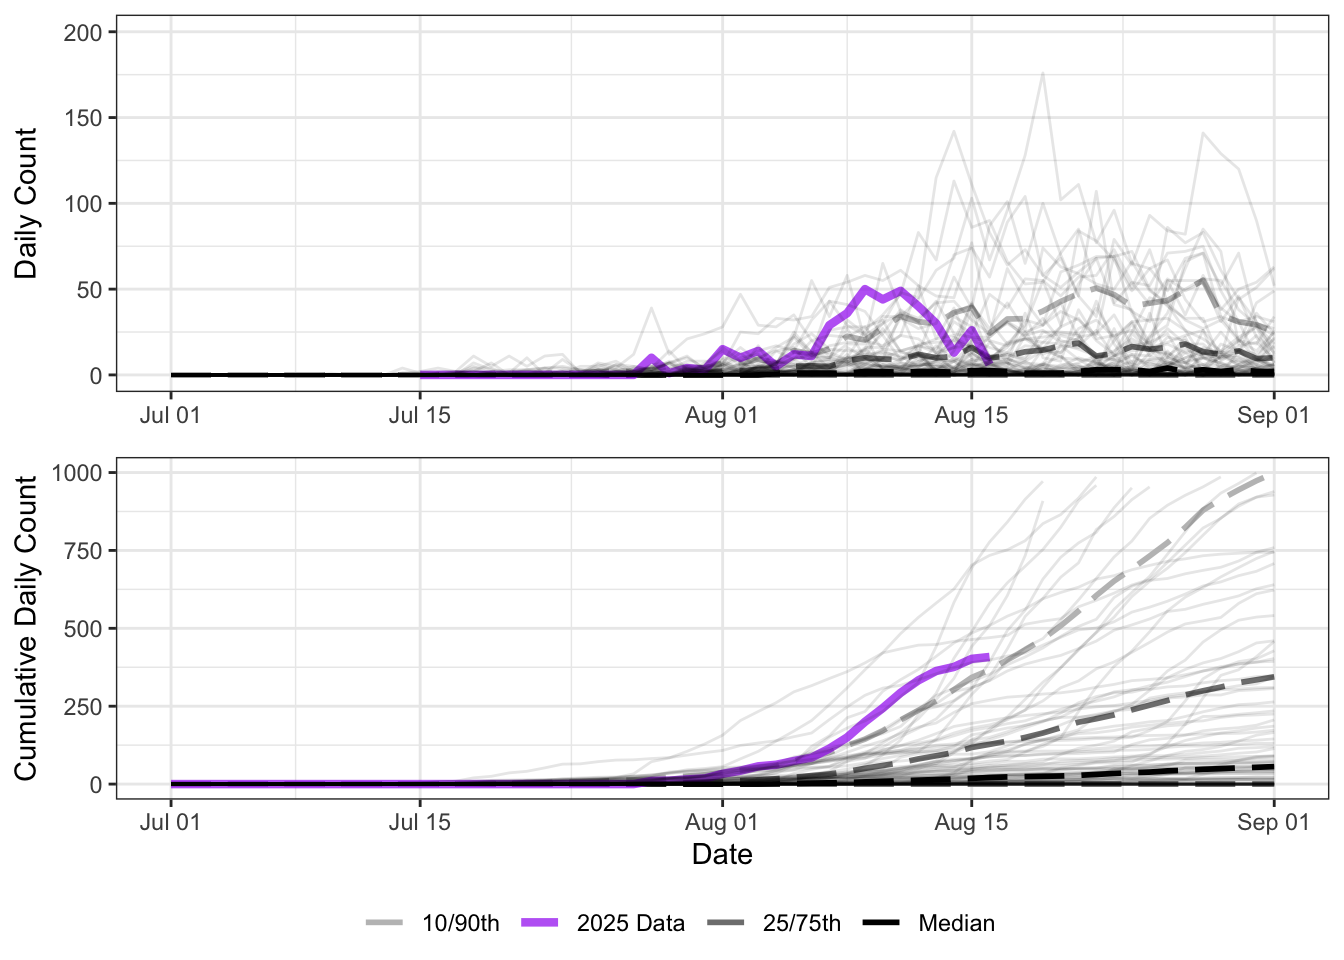 Daily Count
200
150
100
50
0
Jul 01 Jul 15 Aug 01 Aug 15 Sep 01
Cumulative Daily Count
1000
750
500
250
0
Jul 01 Jul 15 Aug 01 Aug 15 Sep 01
Date
10/90th 2025 Data 25/75th Median